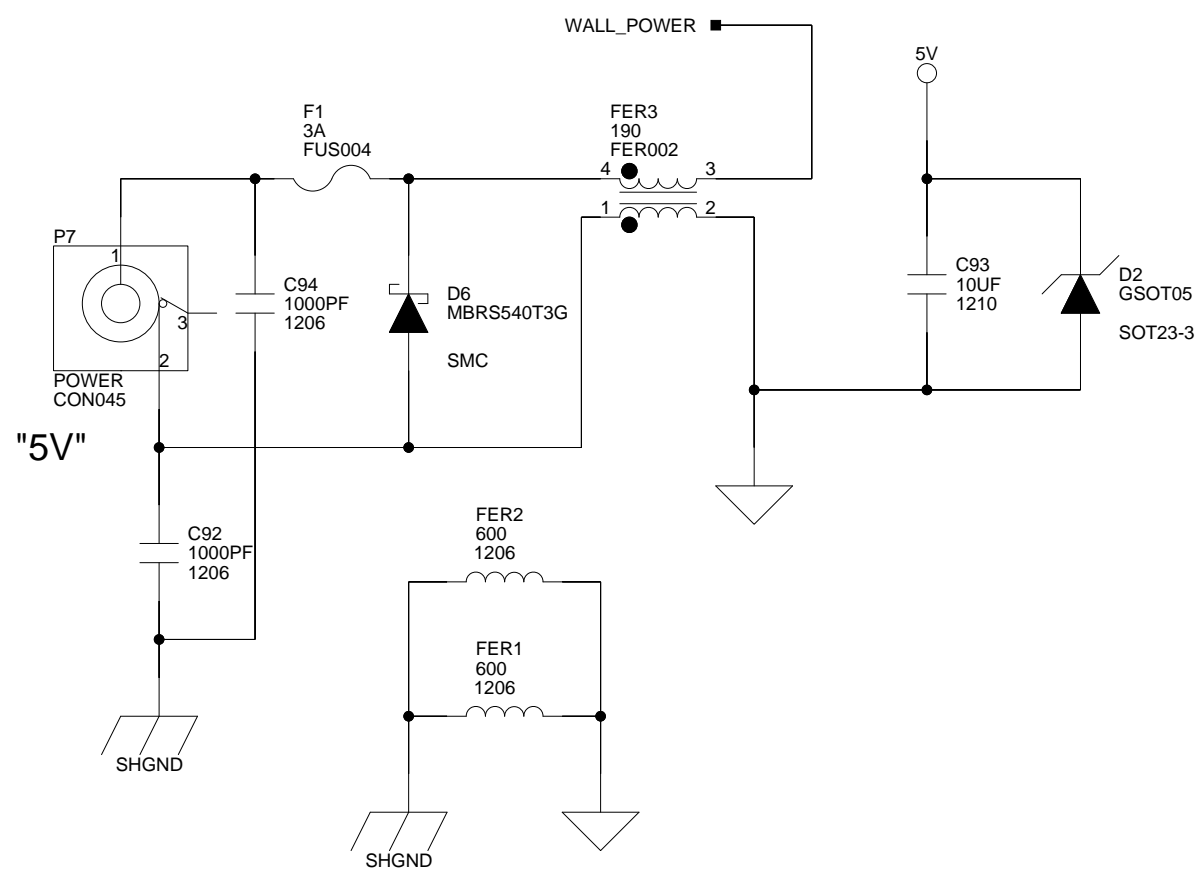 WALL_POWER
5V
F1
3A
FUS004
FER3
190
FER002
4
3
1
2
P7
1
3
2
POWER
CON045
"5V"
C94
1000PF
1206
D6
MBRS540T3G
SMC
C93
10UF
1210
D2
GSOT05
SOT23-3
C92
1000PF
1206
FER2
600
1206
FER1
600
1206
SHGND
SHGND